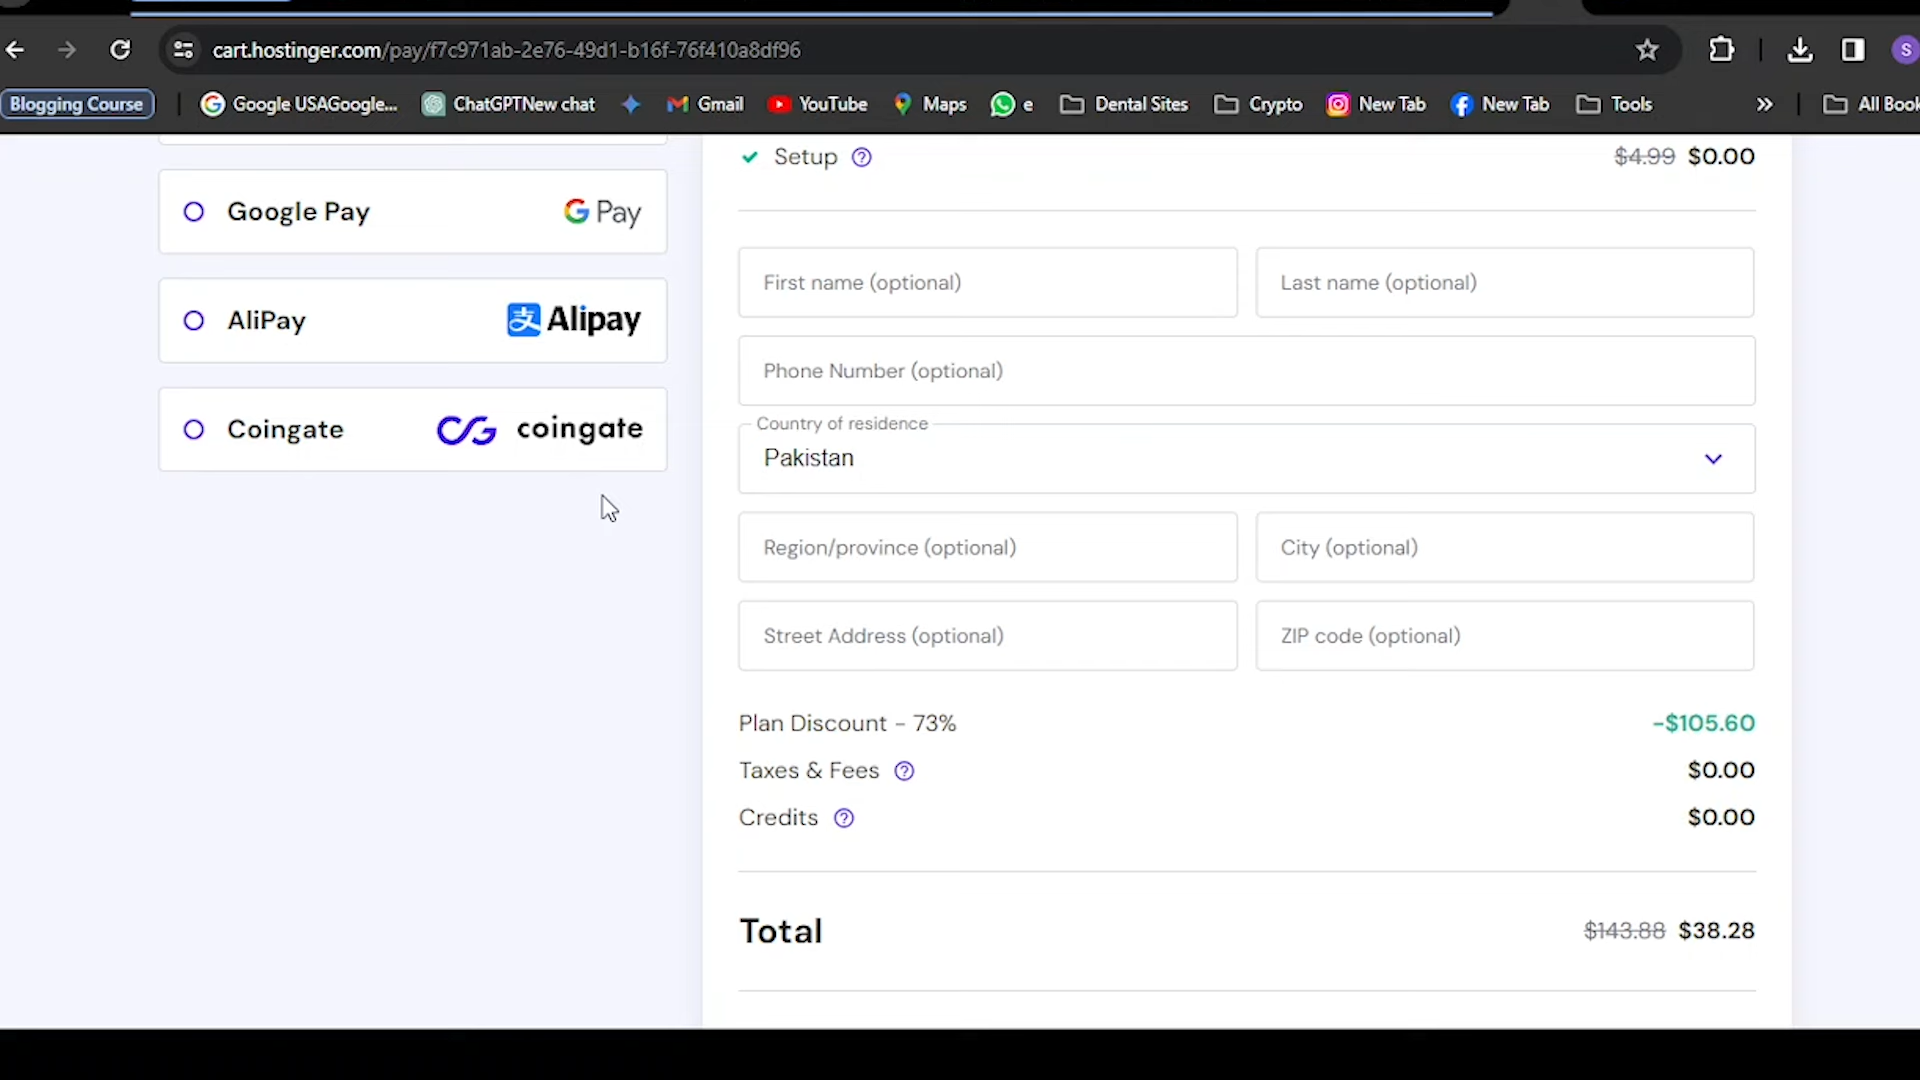 cart.hostinger.com/pay/f7c971ab-2e76-49d1-b16f-76f410a8df96
S
Blogging Course
Google USAGoogle...
ChatGPTNew chat
Gmail
YouTube
Maps
e
Dental Sites
Crypto
New Tab
New Tab
Tools
»
All Book
Google Pay
G Pay
AliPay
支 Alipay
Coingate
coingate
Setup
$4.99 $0.00
First name (optional)
Last name (optional)
Phone Number (optional)
Country of residence
Pakistan
Region/province (optional)
City (optional)
Street Address (optional)
ZIP code (optional)
Plan Discount - 73%
-$105.60
Taxes & Fees
$0.00
Credits
$0.00
Total
$143.88 $38.28